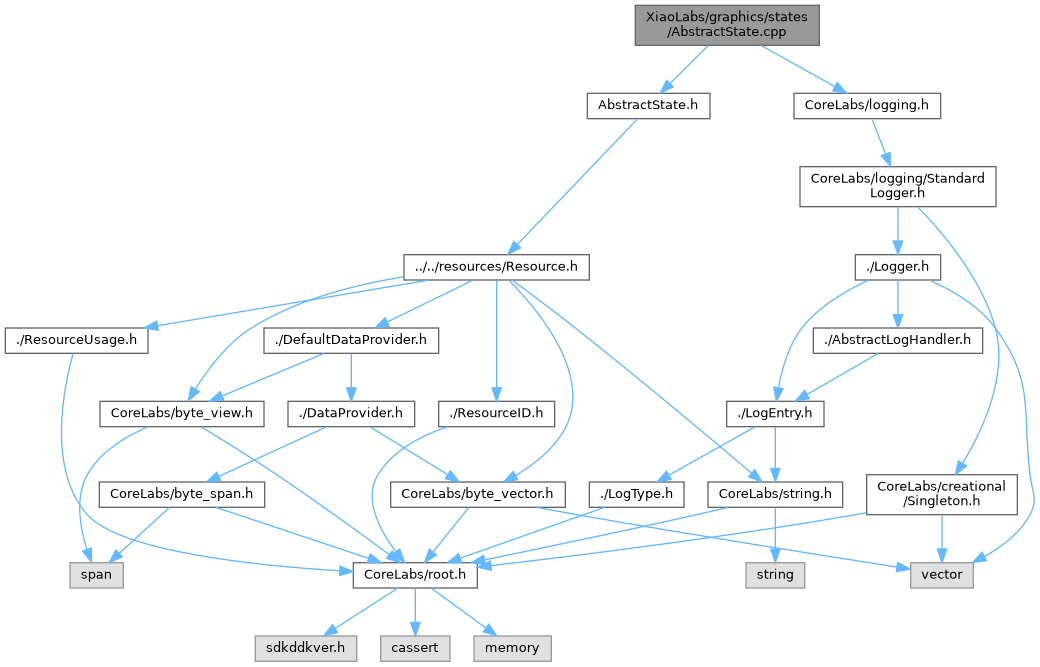 XiaoLabs/graphics/states
/AbstractState.cpp
AbstractState.h
CoreLabs/logging.h
CoreLabs/logging/Standard
Logger.h
../../resources/Resource.h
./Logger.h
./ResourceUsage.h
./DefaultDataProvider.h
./AbstractLogHandler.h
CoreLabs/byte_view.h
./DataProvider.h
./ResourceID.h
./LogEntry.h
CoreLabs/byte_span.h
CoreLabs/byte_vector.h
./LogType.h
CoreLabs/string.h
CoreLabs/creational
/Singleton.h
span
CoreLabs/root.h
string
vector
sdkddkver.h
cassert
memory